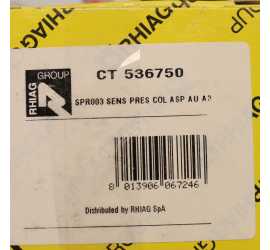 RHIAG
GROUP
CT 536750
SPR003 SENS PRES COL ASP AU A3
8 013906 067246
Distributed by RHIAG SpA